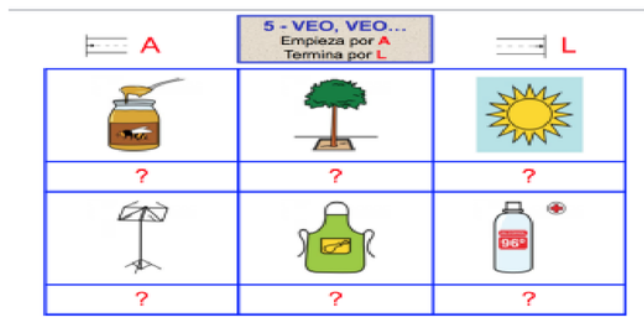 5 - VEO, VEO...
Empieza por A
Termina por L
A
L
? ? ?
96º
? ? ?